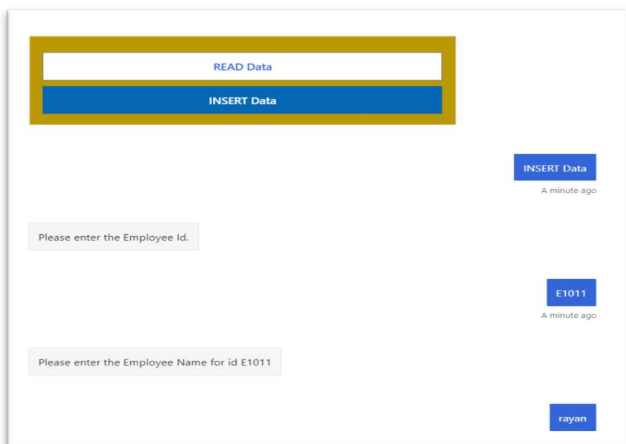 READ Data
INSERT Data
INSERT Data
A minute ago
Please enter the Employee Id.
E1011
A minute ago
Please enter the Employee Name for id E1011
rayan